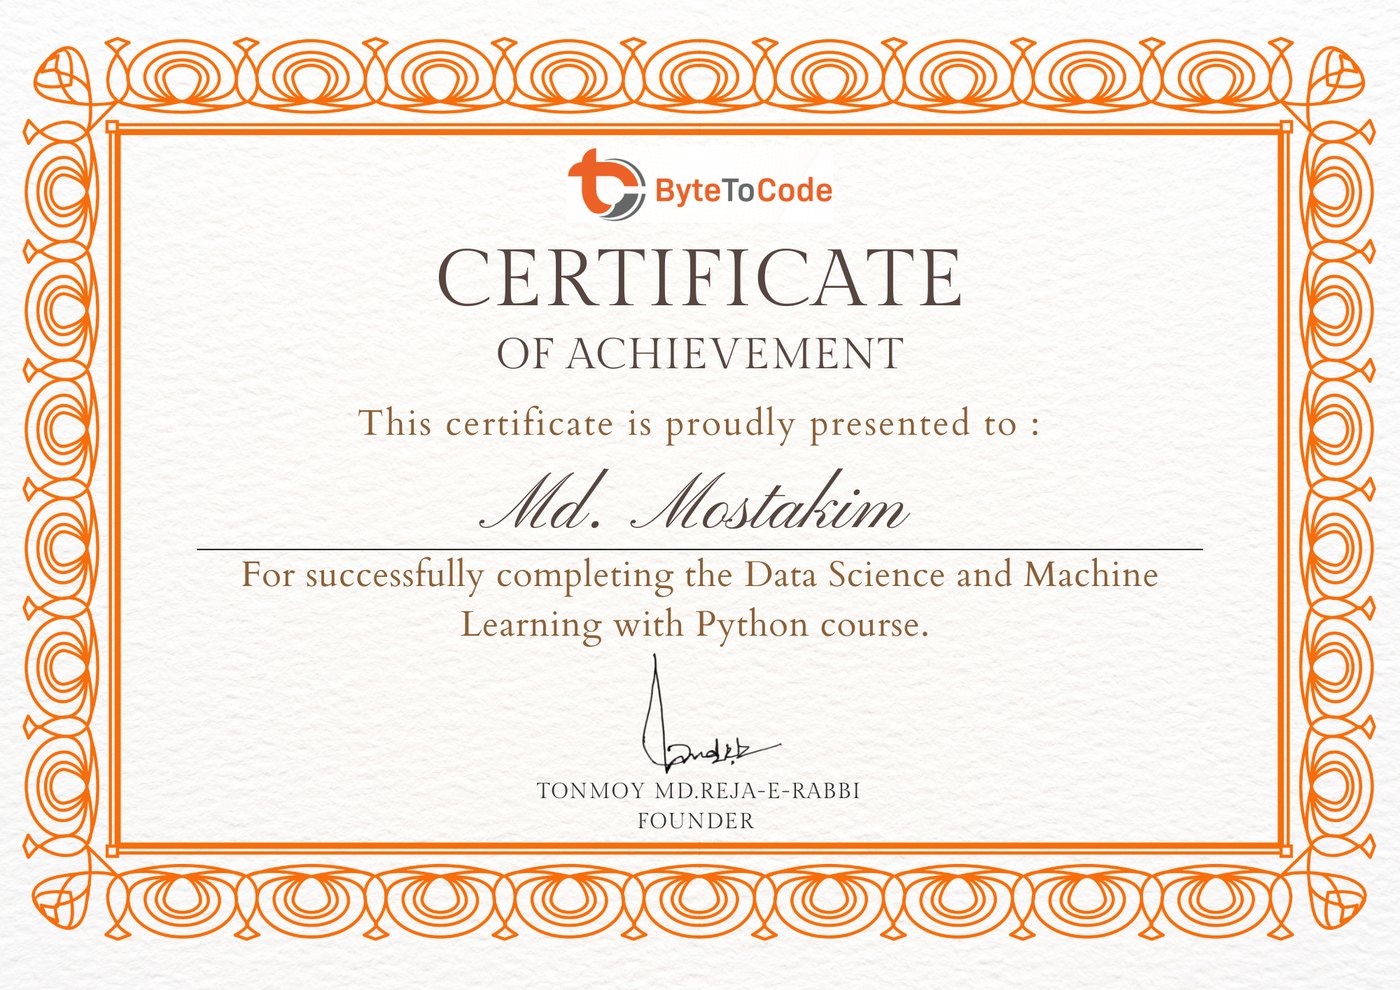 ByteToCode
CERTIFICATE
OF ACHIEVEMENT
This certificate is proudly presented to :
Md. Mostakim
For successfully completing the Data Science and Machine
Learning with Python course.
TONMOY MD.REJA-E-RABBI
FOUNDER